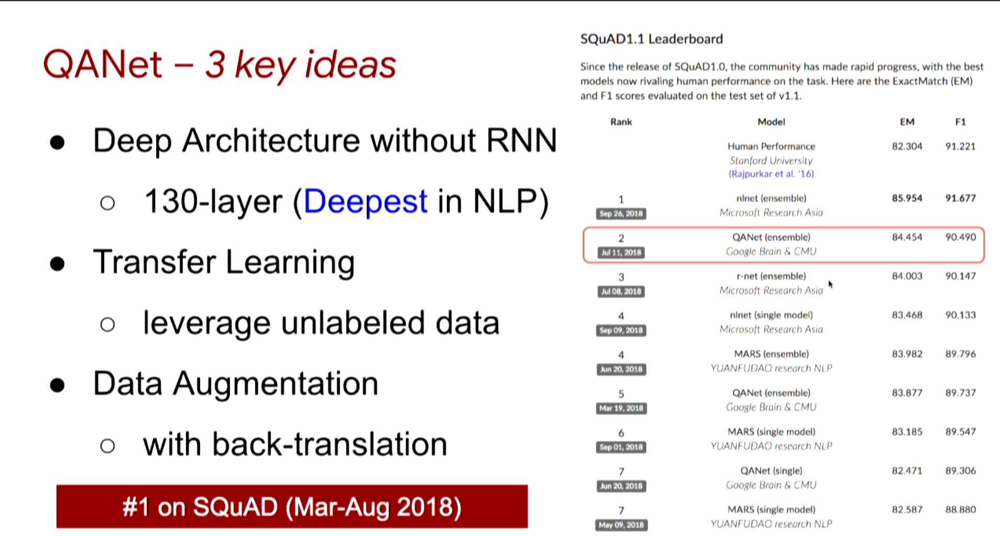 QANet – 3 key ideas
● Deep Architecture without RNN
○ 130-layer (Deepest in NLP)
● Transfer Learning
○ leverage unlabeled data
● Data Augmentation
○ with back-translation
#1 on SQuAD (Mar-Aug 2018)
SQuAD1.1 Leaderboard
Since the release of SQuAD1.0, the community has made rapid progress, with the best
models now rivaling human performance on the task. Here are the ExactMatch (EM)
and F1 scores evaluated on the test set of v1.1.
Rank Model EM F1
Human Performance 82.304 91.221
Stanford University
(Rajpurkar et al. '16)
1 nlnet (ensemble) 85.954 91.677
Sep 26, 2018 Microsoft Research Asia
2 QANet (ensemble) 84.454 90.490
Jul 11, 2018 Google Brain & CMU
3 r-net (ensemble) 84.003 90.147
Jul 08, 2018 Microsoft Research Asia
4 nlnet (single model) 83.468 90.133
Sep 09, 2018 Microsoft Research Asia
4 MARS (ensemble) 83.982 89.796
Jun 20, 2018 YUANFUDAO research NLP
5 QANet (ensemble) 83.877 89.737
Mar 19, 2018 Google Brain & CMU
6 MARS (single model) 83.185 89.547
Sep 01, 2018 YUANFUDAO research NLP
7 QANet (single) 82.471 89.306
Jun 20, 2018 Google Brain & CMU
7 MARS (single model) 82.587 88.880
May 09, 2018 YUANFUDAO research NLP